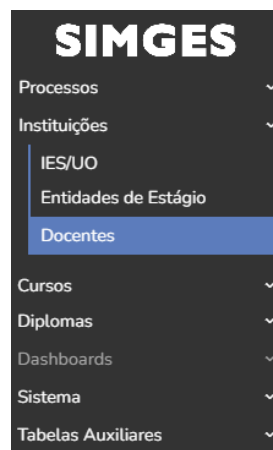 SIMGES
Processos
Instituições
IES/UO
Entidades de Estágio
Docentes
Cursos
Diplomas
Dashboards
Sistema
Tabelas Auxiliares